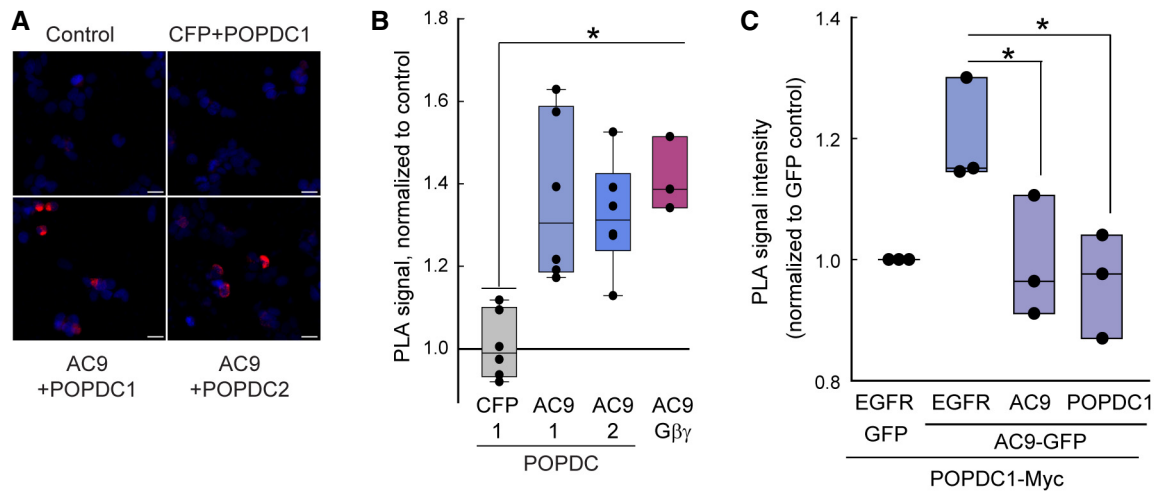 A
Control
CFP+POPDC1
AC9
+POPDC1
AC9
+POPDC2
B
PLA signal, normalized to control
1.8
1.6
1.4
1.2
1.0
*
CFP AC9 AC9 AC9
1 1 2 Gβγ
POPDC
C
PLA signal intensity
(normalized to GFP control)
1.4
1.2
1.0
0.8
*
*
EGFR EGFR AC9 POPDC1
GFP AC9-GFP
POPDC1-Myc